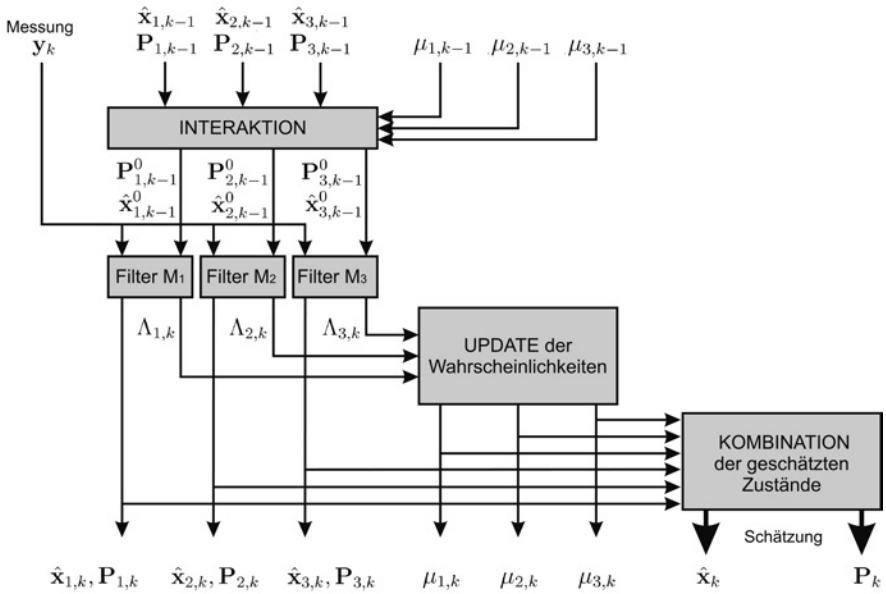 Messung
y_k
x̂_{1,k−1} x̂_{2,k−1} x̂_{3,k−1}
P_{1,k−1} P_{2,k−1} P_{3,k−1}
μ_{1,k−1} μ_{2,k−1} μ_{3,k−1}
INTERAKTION
P^0_{1,k−1} P^0_{2,k−1} P^0_{3,k−1}
x̂^0_{1,k−1} x̂^0_{2,k−1} x̂^0_{3,k−1}
Filter M₁ Filter M₂ Filter M₃
Λ_{1,k} Λ_{2,k} Λ_{3,k}
UPDATE der
Wahrscheinlichkeiten
KOMBINATION
der geschätzten
Zustände
Schätzung
x̂_{1,k}, P_{1,k} x̂_{2,k}, P_{2,k} x̂_{3,k}, P_{3,k} μ_{1,k} μ_{2,k} μ_{3,k} x̂_k P_k